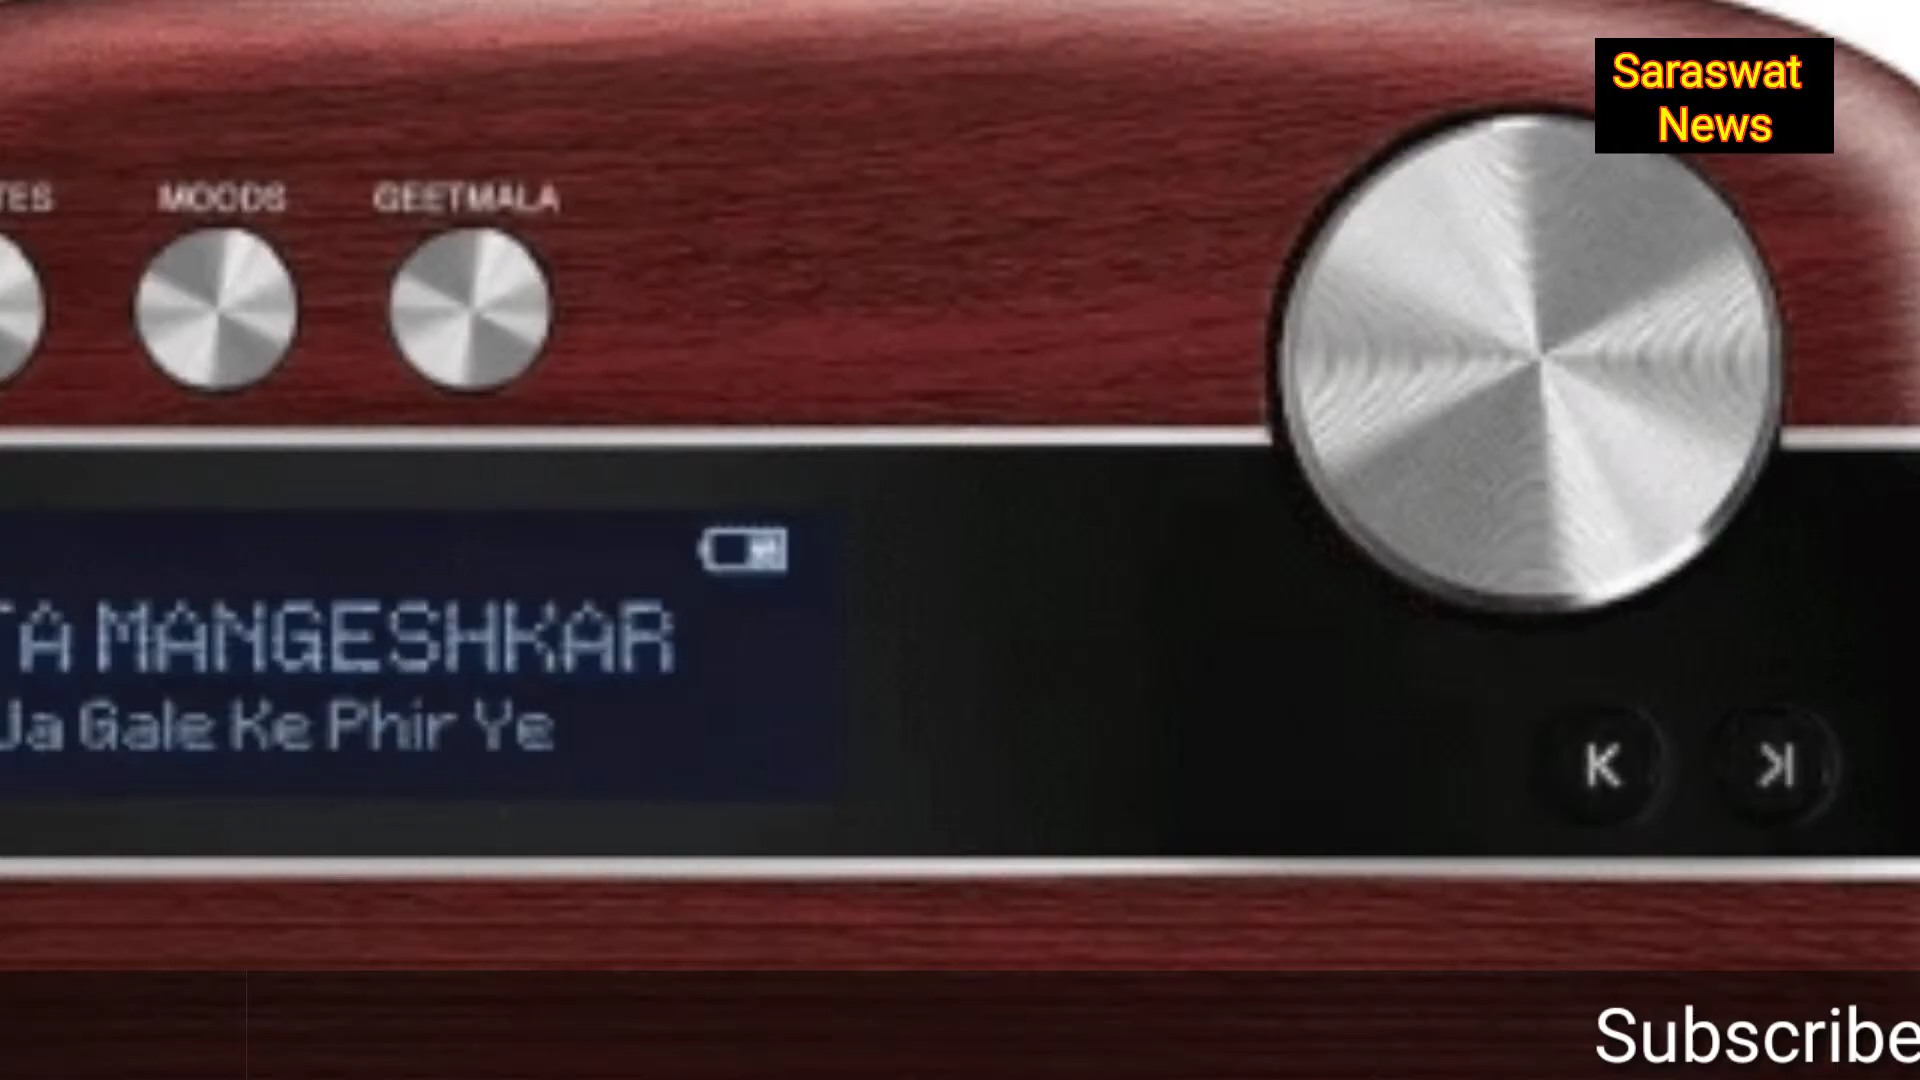 Saraswat
News
TES MOODS GEETMALA
TA MANGESHKAR
Ja Gale Ke Phir Ye
Subscribe